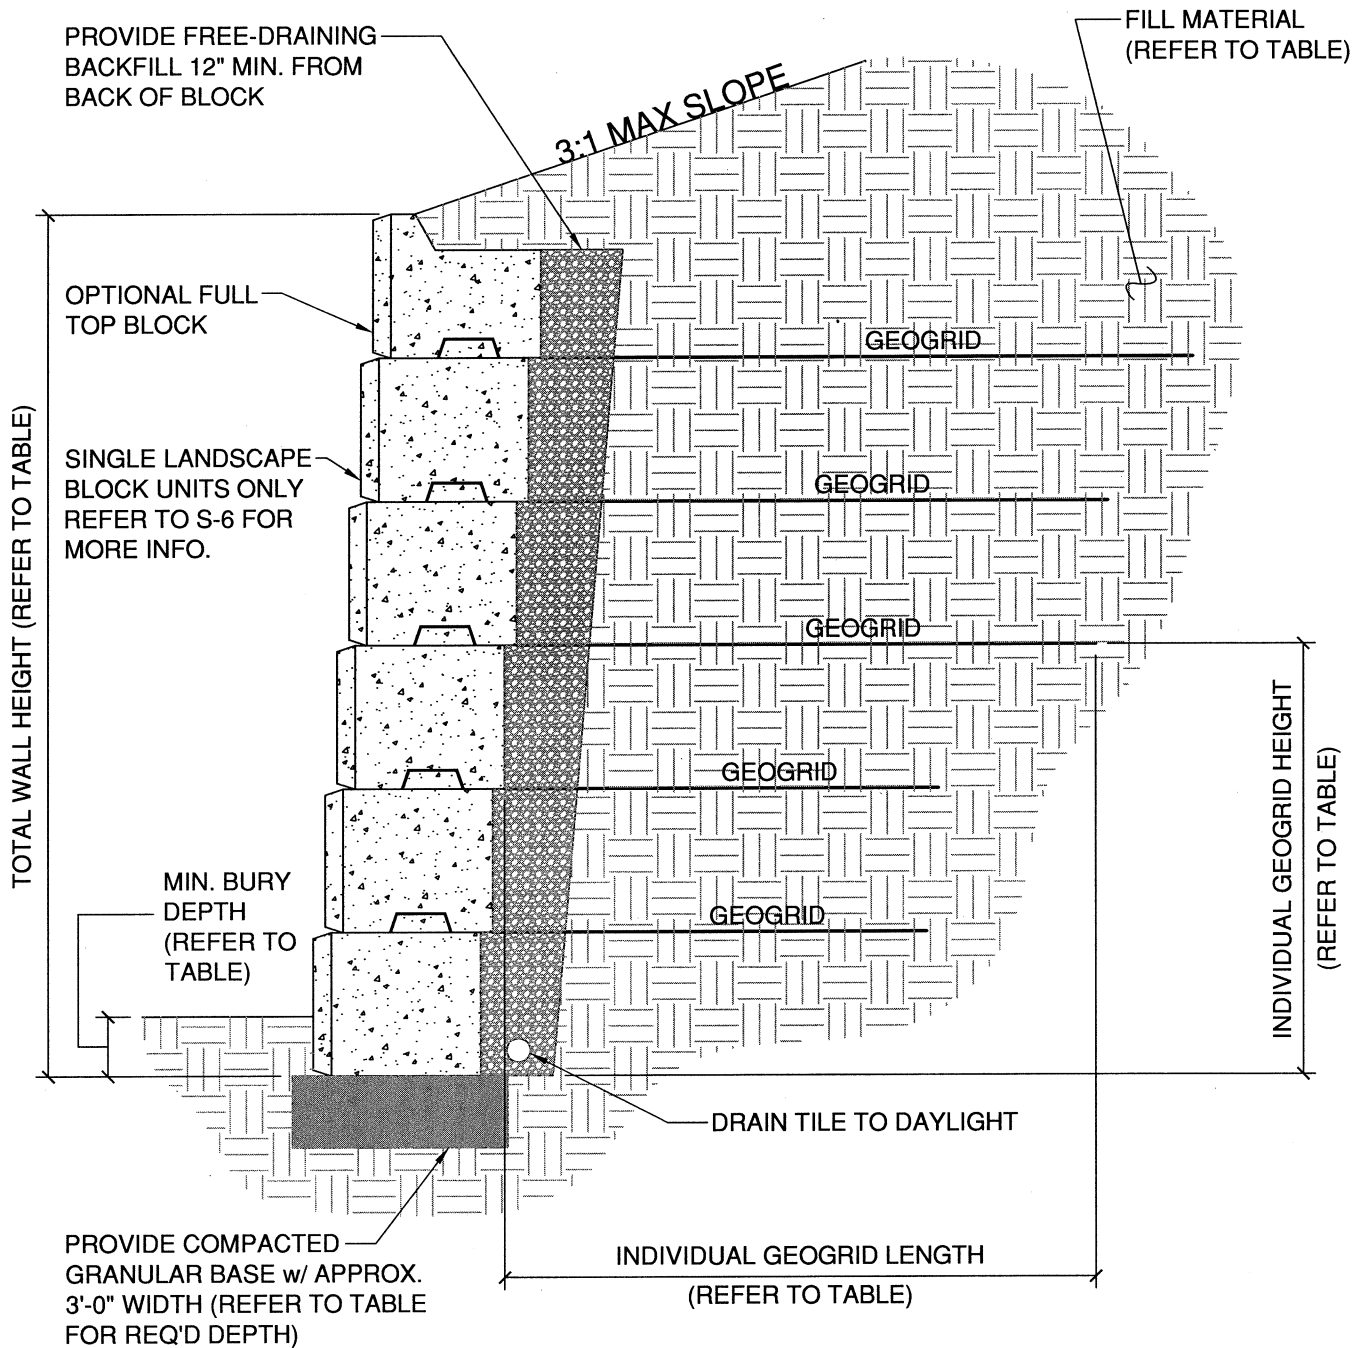 PROVIDE FREE-DRAINING
BACKFILL 12" MIN. FROM
BACK OF BLOCK
FILL MATERIAL
(REFER TO TABLE)
3:1 MAX SLOPE
OPTIONAL FULL
TOP BLOCK
GEOGRID
SINGLE LANDSCAPE
BLOCK UNITS ONLY
REFER TO S-6 FOR
MORE INFO.
GEOGRID
GEOGRID
GEOGRID
GEOGRID
TOTAL WALL HEIGHT (REFER TO TABLE)
MIN. BURY
DEPTH
(REFER TO
TABLE)
INDIVIDUAL GEOGRID HEIGHT
(REFER TO TABLE)
DRAIN TILE TO DAYLIGHT
PROVIDE COMPACTED
GRANULAR BASE w/ APPROX.
3'-0" WIDTH (REFER TO TABLE
FOR REQ'D DEPTH)
INDIVIDUAL GEOGRID LENGTH
(REFER TO TABLE)